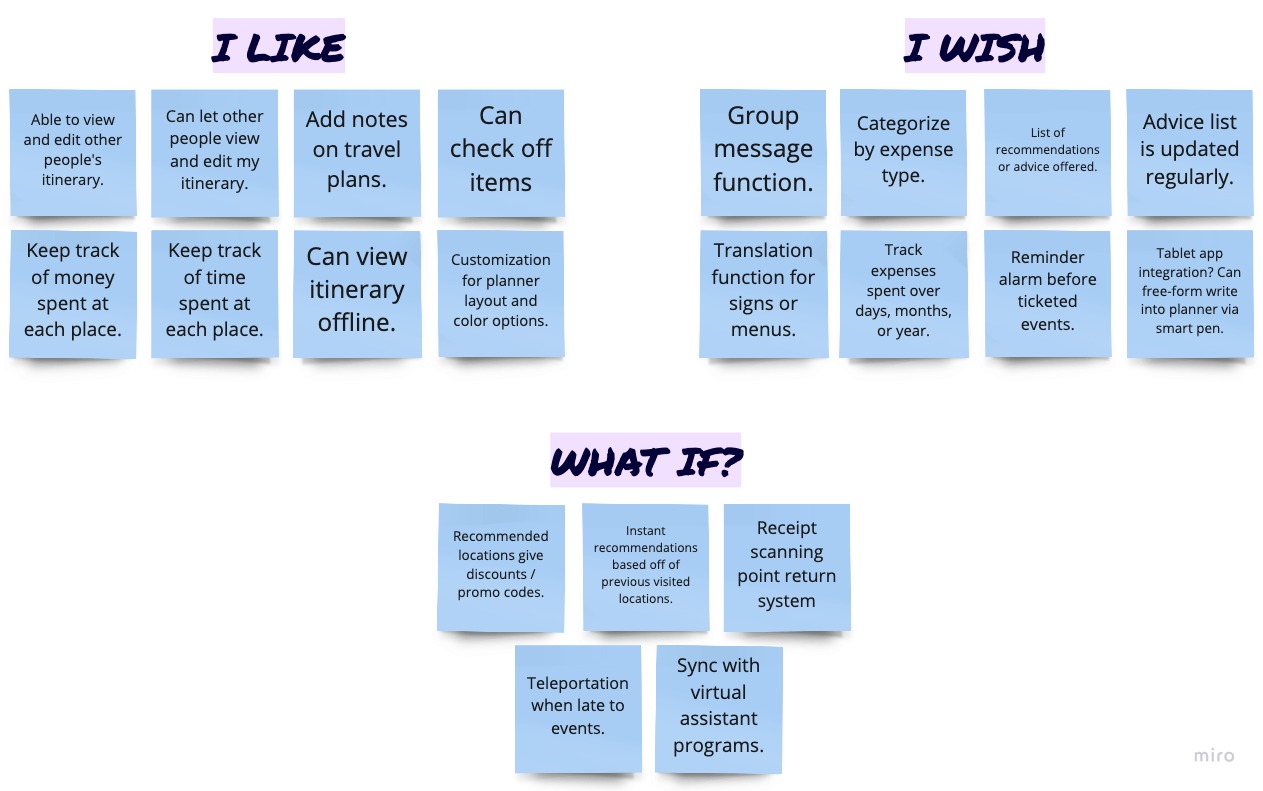 I LIKE
Able to view
and edit other
people's
itinerary.
Can let other
people view
and edit my
itinerary.
Add notes
on travel
plans.
Can
check off
items
Keep track
of money
spent at
each place.
Keep track
of time
spent at
each place.
Can view
itinerary
offline.
Customization
for planner
layout and
color options.
I WISH
Group
message
function.
Categorize
by expense
type.
List of
recommendations
or advice offered.
Advice list
is updated
regularly.
Translation
function for
signs or
menus.
Track
expenses
spent over
days, months,
or year.
Reminder
alarm before
ticketed
events.
Tablet app
integration? Can
free-form write
into planner via
smart pen.
WHAT IF?
Recommended
locations give
discounts /
promo codes.
Instant
recommendations
based off of
previous visited
locations.
Receipt
scanning
point return
system
Teleportation
when late to
events.
Sync with
virtual
assistant
programs.
miro